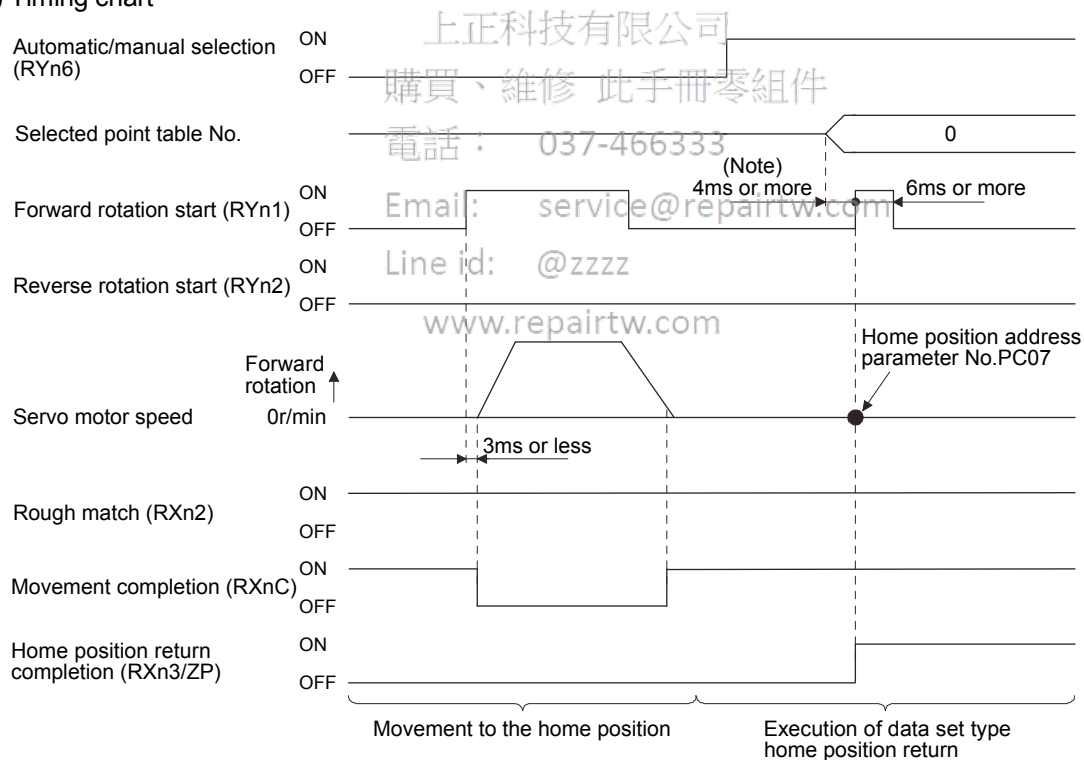 ) Timing chart
上正科技有限公司
Automatic/manual selection
(RYn6)
ON
OFF
購買、維修 此手冊零組件
Selected point table No.
0
電話： 037-466333
(Note)
4ms or more
6ms or more
Forward rotation start (RYn1)
ON
OFF
Email: service@repairtw.com
Reverse rotation start (RYn2)
ON
OFF
Line id: @zzzz
www.repairtw.com
Home position address
parameter No.PC07
Forward
rotation
Servo motor speed
0r/min
3ms or less
Rough match (RXn2)
ON
OFF
Movement completion (RXnC)
ON
OFF
Home position return
completion (RXn3/ZP)
ON
OFF
Movement to the home position
Execution of data set type
home position return